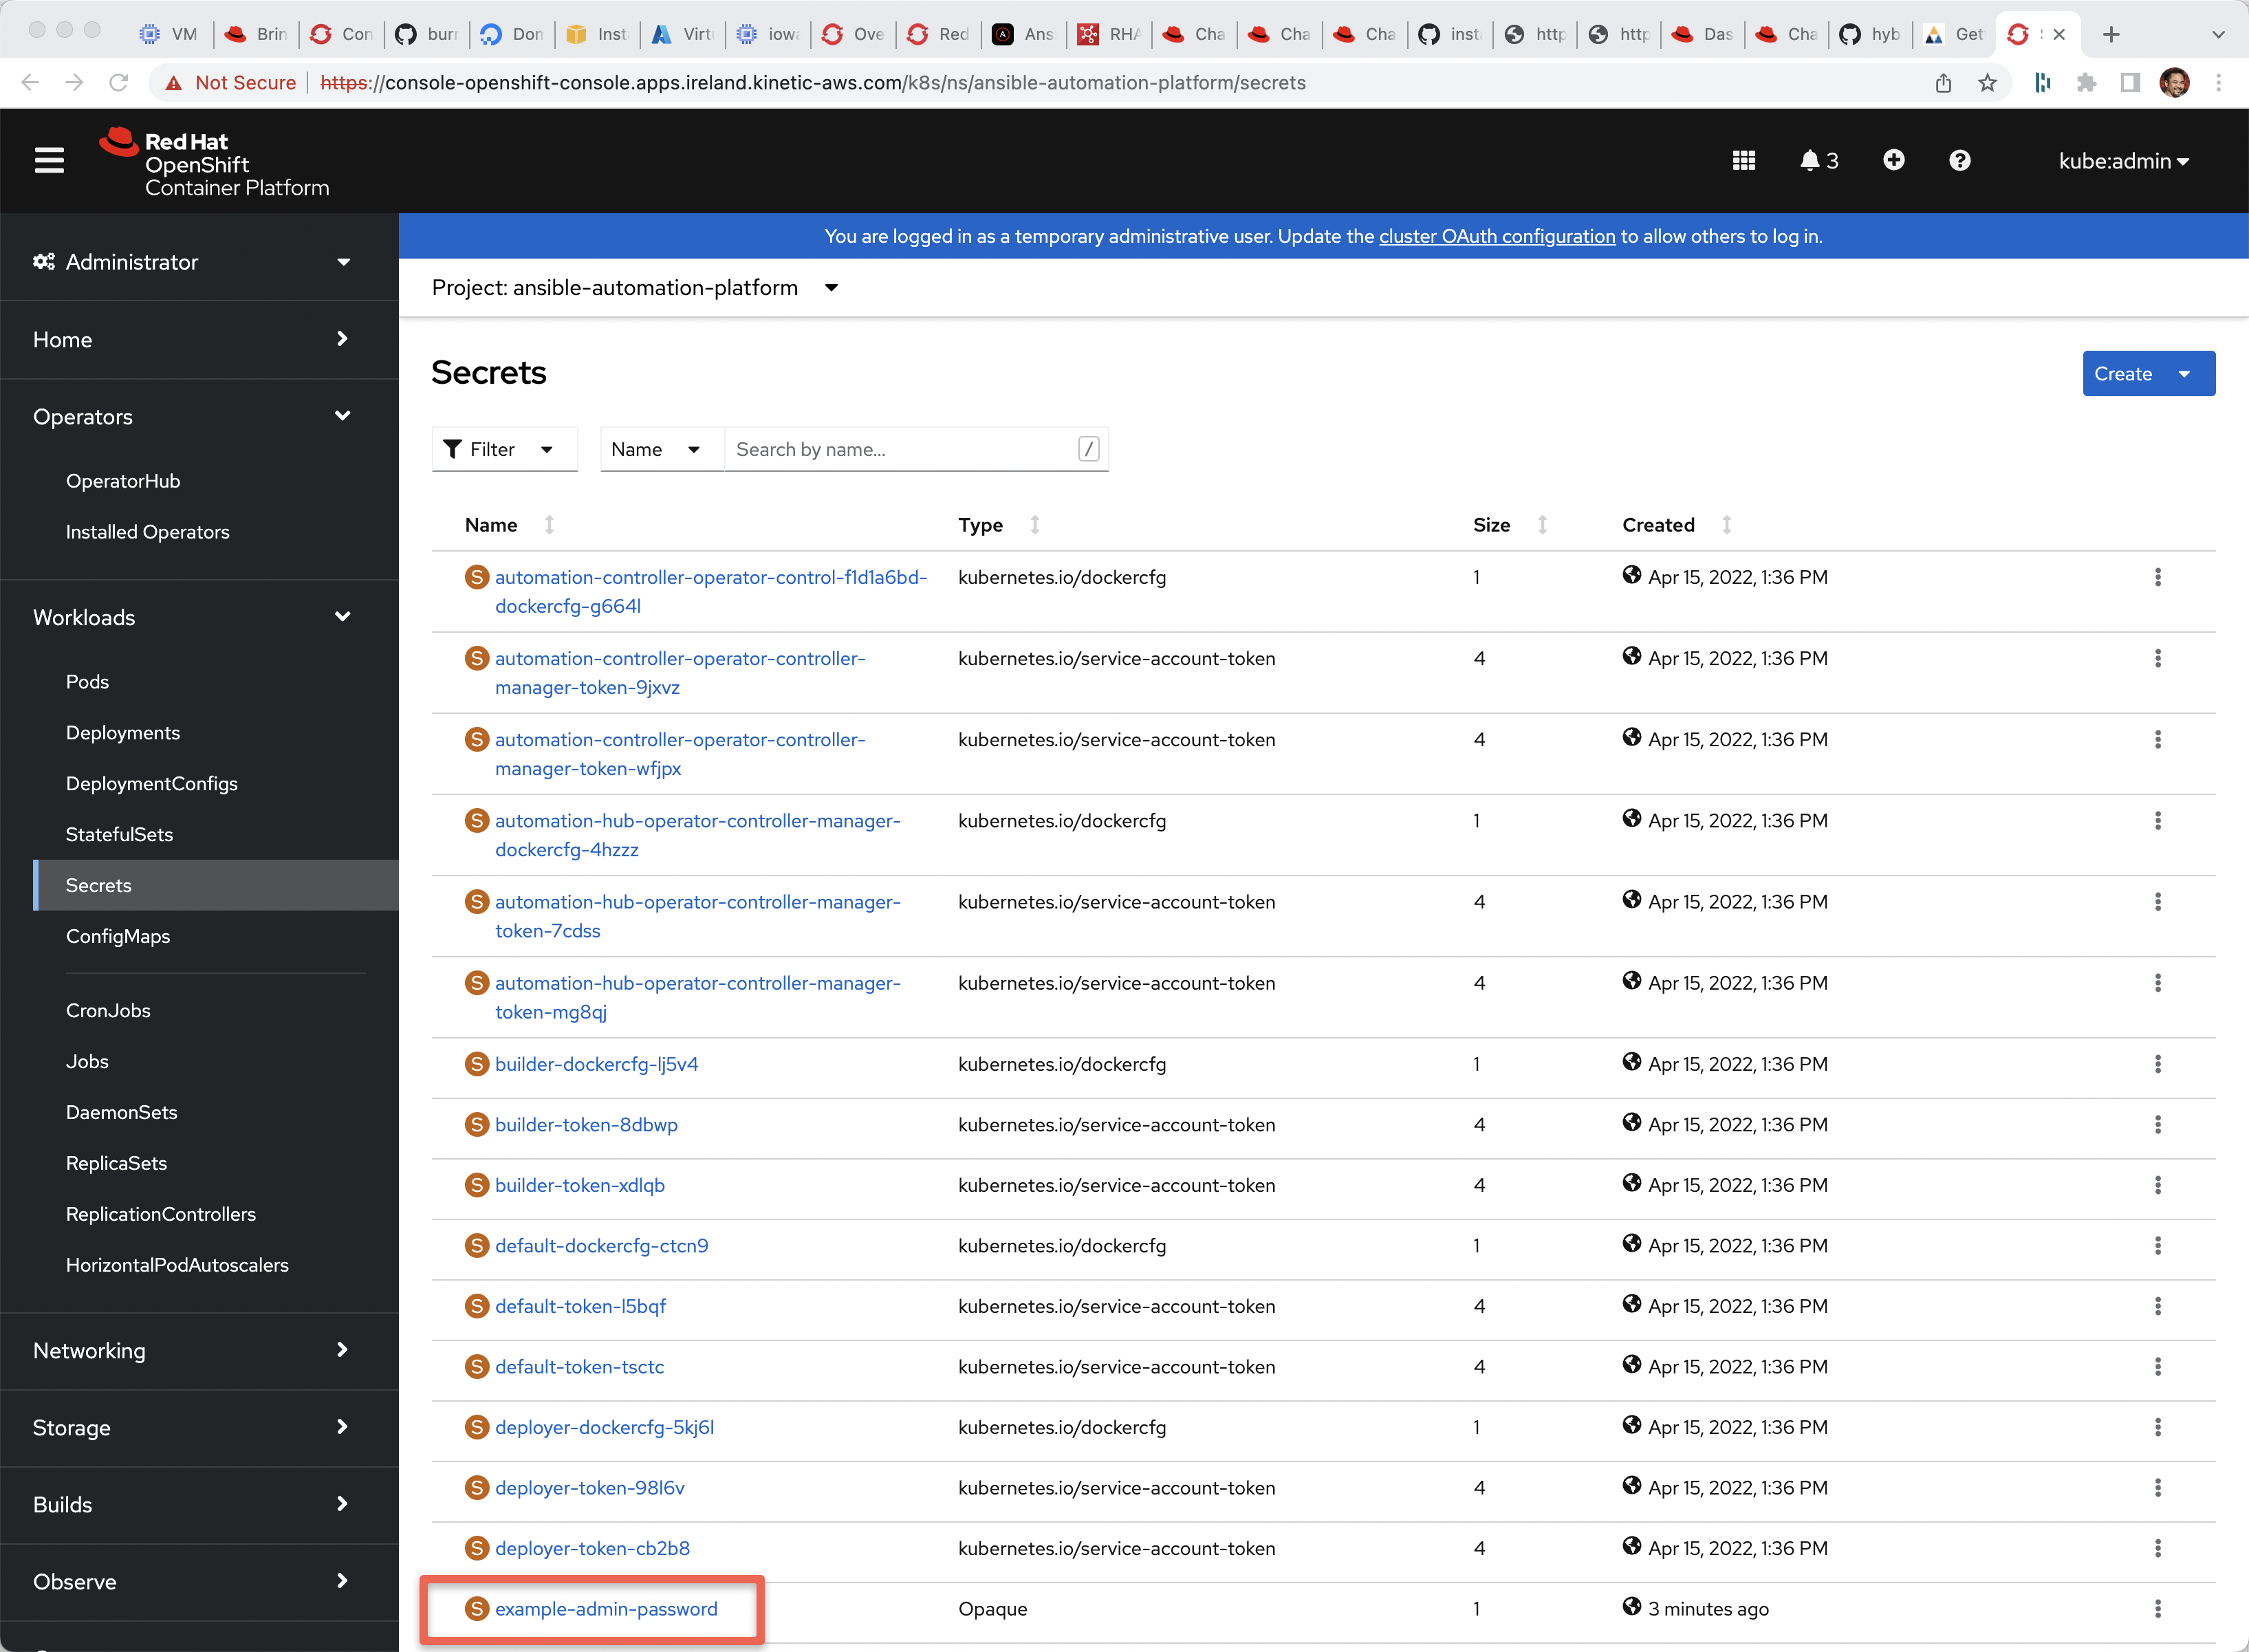 VM
Brin
Con
burr
Don
Inst
Virtu
iowa
Ove
Red
Ans
RHA
Cha
Cha
Cha
inst
http
http
Das
Cha
hyb
Get
Not Secure
https://console-openshift-console.apps.ireland.kinetic-aws.com/k8s/ns/ansible-automation-platform/secrets
Red Hat
OpenShift
Container Platform
3
kube:admin
Administrator
Home
Operators
OperatorHub
Installed Operators
Workloads
Pods
Deployments
DeploymentConfigs
StatefulSets
Secrets
ConfigMaps
CronJobs
Jobs
DaemonSets
ReplicaSets
ReplicationControllers
HorizontalPodAutoscalers
Networking
Storage
Builds
Observe
You are logged in as a temporary administrative user. Update the cluster OAuth configuration to allow others to log in.
Project: ansible-automation-platform
Secrets
Create
Filter
Name
Search by name...
/
Name Type Size Created
S automation-controller-operator-control-f1d1a6bd- kubernetes.io/dockercfg 1 Apr 15, 2022, 1:36 PM
dockercfg-g664l
S automation-controller-operator-controller- kubernetes.io/service-account-token 4 Apr 15, 2022, 1:36 PM
manager-token-9jxvz
S automation-controller-operator-controller- kubernetes.io/service-account-token 4 Apr 15, 2022, 1:36 PM
manager-token-wfjpx
S automation-hub-operator-controller-manager- kubernetes.io/dockercfg 1 Apr 15, 2022, 1:36 PM
dockercfg-4hzzz
S automation-hub-operator-controller-manager- kubernetes.io/service-account-token 4 Apr 15, 2022, 1:36 PM
token-7cdss
S automation-hub-operator-controller-manager- kubernetes.io/service-account-token 4 Apr 15, 2022, 1:36 PM
token-mg8qj
S builder-dockercfg-lj5v4 kubernetes.io/dockercfg 1 Apr 15, 2022, 1:36 PM
S builder-token-8dbwp kubernetes.io/service-account-token 4 Apr 15, 2022, 1:36 PM
S builder-token-xdlqb kubernetes.io/service-account-token 4 Apr 15, 2022, 1:36 PM
S default-dockercfg-ctcn9 kubernetes.io/dockercfg 1 Apr 15, 2022, 1:36 PM
S default-token-l5bqf kubernetes.io/service-account-token 4 Apr 15, 2022, 1:36 PM
S default-token-tsctc kubernetes.io/service-account-token 4 Apr 15, 2022, 1:36 PM
S deployer-dockercfg-5kj6l kubernetes.io/dockercfg 1 Apr 15, 2022, 1:36 PM
S deployer-token-98l6v kubernetes.io/service-account-token 4 Apr 15, 2022, 1:36 PM
S deployer-token-cb2b8 kubernetes.io/service-account-token 4 Apr 15, 2022, 1:36 PM
S example-admin-password Opaque 1 3 minutes ago